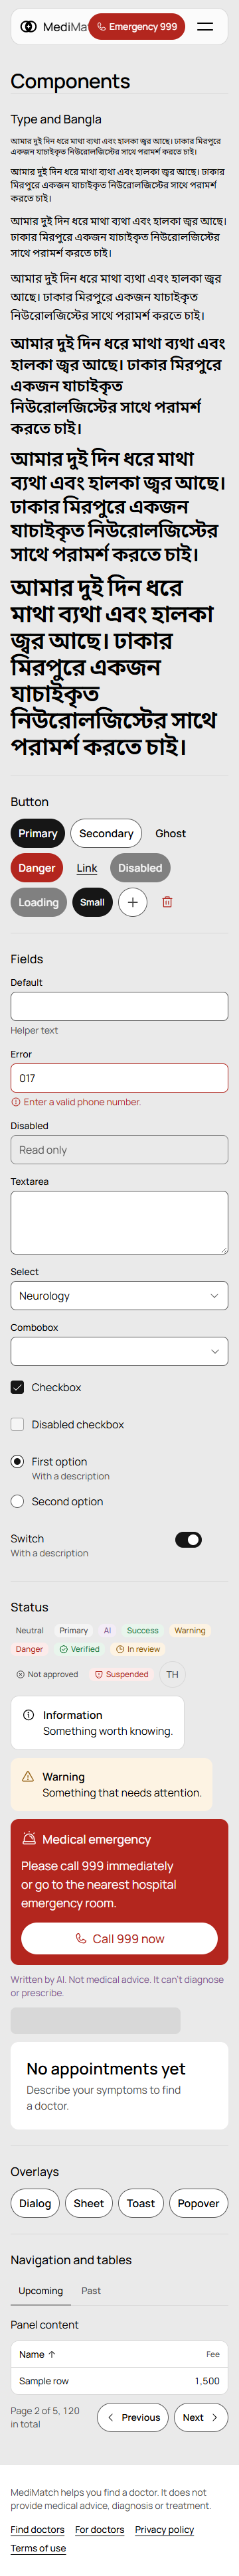 MediMat
Emergency 999
Components
Type and Bangla
আমার দুই দিন ধরে মাথা ব্যথা এবং হালকা জ্বর আছে। ঢাকার মিরপুরে
একজন যাচাইকৃত নিউরোলজিস্টের সাথে পরামর্শ করতে চাই।
আমার দুই দিন ধরে মাথা ব্যথা এবং হালকা জ্বর আছে। ঢাকার
মিরপুরে একজন যাচাইকৃত নিউরোলজিস্টের সাথে পরামর্শ
করতে চাই।
আমার দুই দিন ধরে মাথা ব্যথা এবং হালকা জ্বর আছে।
ঢাকার মিরপুরে একজন যাচাইকৃত নিউরোলজিস্টের
সাথে পরামর্শ করতে চাই।
আমার দুই দিন ধরে মাথা ব্যথা এবং হালকা জ্বর
আছে। ঢাকার মিরপুরে একজন যাচাইকৃত
নিউরোলজিস্টের সাথে পরামর্শ করতে চাই।
আমার দুই দিন ধরে মাথা ব্যথা এবং
হালকা জ্বর আছে। ঢাকার মিরপুরে
একজন যাচাইকৃত
নিউরোলজিস্টের সাথে পরামর্শ
করতে চাই।
আমার দুই দিন ধরে মাথা
ব্যথা এবং হালকা জ্বর আছে।
ঢাকার মিরপুরে একজন
যাচাইকৃত নিউরোলজিস্টের
সাথে পরামর্শ করতে চাই।
আমার দুই দিন ধরে
মাথা ব্যথা এবং হালকা
জ্বর আছে। ঢাকার
মিরপুরে একজন
যাচাইকৃত
নিউরোলজিস্টের সাথে
পরামর্শ করতে চাই।
Button
Primary Secondary Ghost
Danger Link Disabled
Loading Small
Fields
Default
Helper text
Error
017
Enter a valid phone number.
Disabled
Read only
Textarea
Select
Neurology
Combobox
Checkbox
Disabled checkbox
First option
With a description
Second option
Switch
With a description
Status
Neutral Primary AI Success Warning
Danger Verified In review
Not approved Suspended TH
Information
Something worth knowing.
Warning
Something that needs attention.
Medical emergency
Please call 999 immediately
or go to the nearest hospital
emergency room.
Call 999 now
Written by AI. Not medical advice. It can't diagnose
or prescribe.
No appointments yet
Describe your symptoms to find
a doctor.
Overlays
Dialog Sheet Toast Popover
Navigation and tables
Upcoming Past
Panel content
Name ↑ Fee
Sample row 1,500
Page 2 of 5, 120
in total
Previous Next
MediMatch helps you find a doctor. It does not
provide medical advice, diagnosis or treatment.
Find doctors For doctors Privacy policy
Terms of use